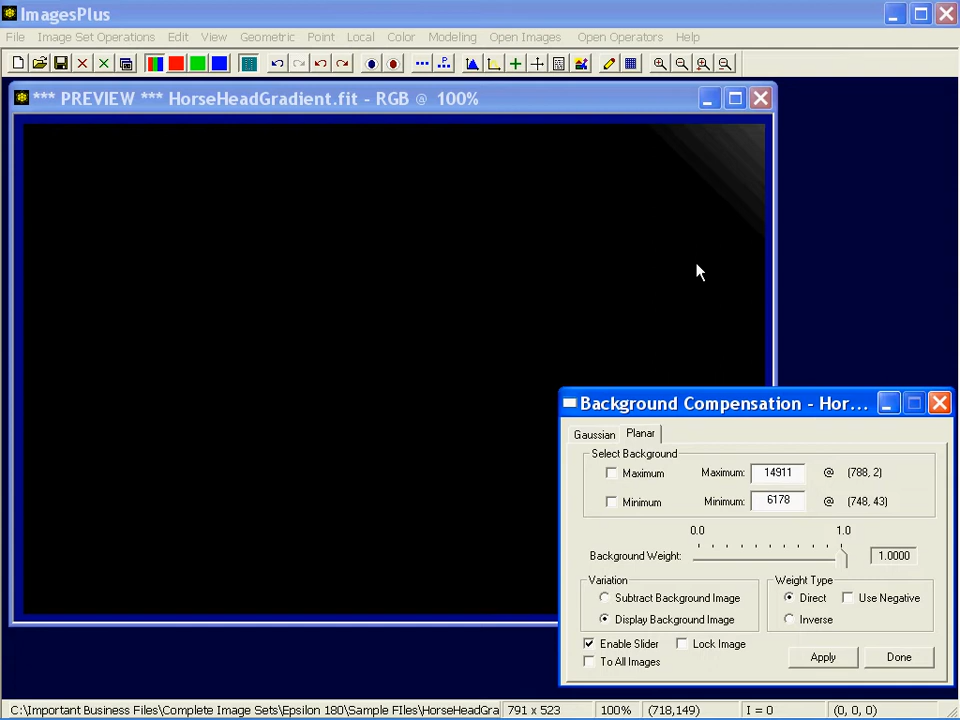 ImagesPlus
File Image Set Operations Edit View Geometric Point Local Color Modeling Open Images Open Operators Help
*** PREVIEW *** HorseHeadGradient.fit - RGB @ 100%
Background Compensation - Hor...
Gaussian Planar
Select Background
Maximum Maximum: 14911 @ (788, 2)
Minimum Minimum: 6178 @ (748, 43)
0.0 1.0
Background Weight: 1.0000
Variation Weight Type
Subtract Background Image Direct Use Negative
Display Background Image Inverse
Enable Slider Lock Image
To All Images Apply Done
C:\Important Business Files\Complete Image Sets\Epsilon 180\Sample FIles\HorseHeadGra 791 x 523 100% (718,149) I = 0 (0, 0, 0)